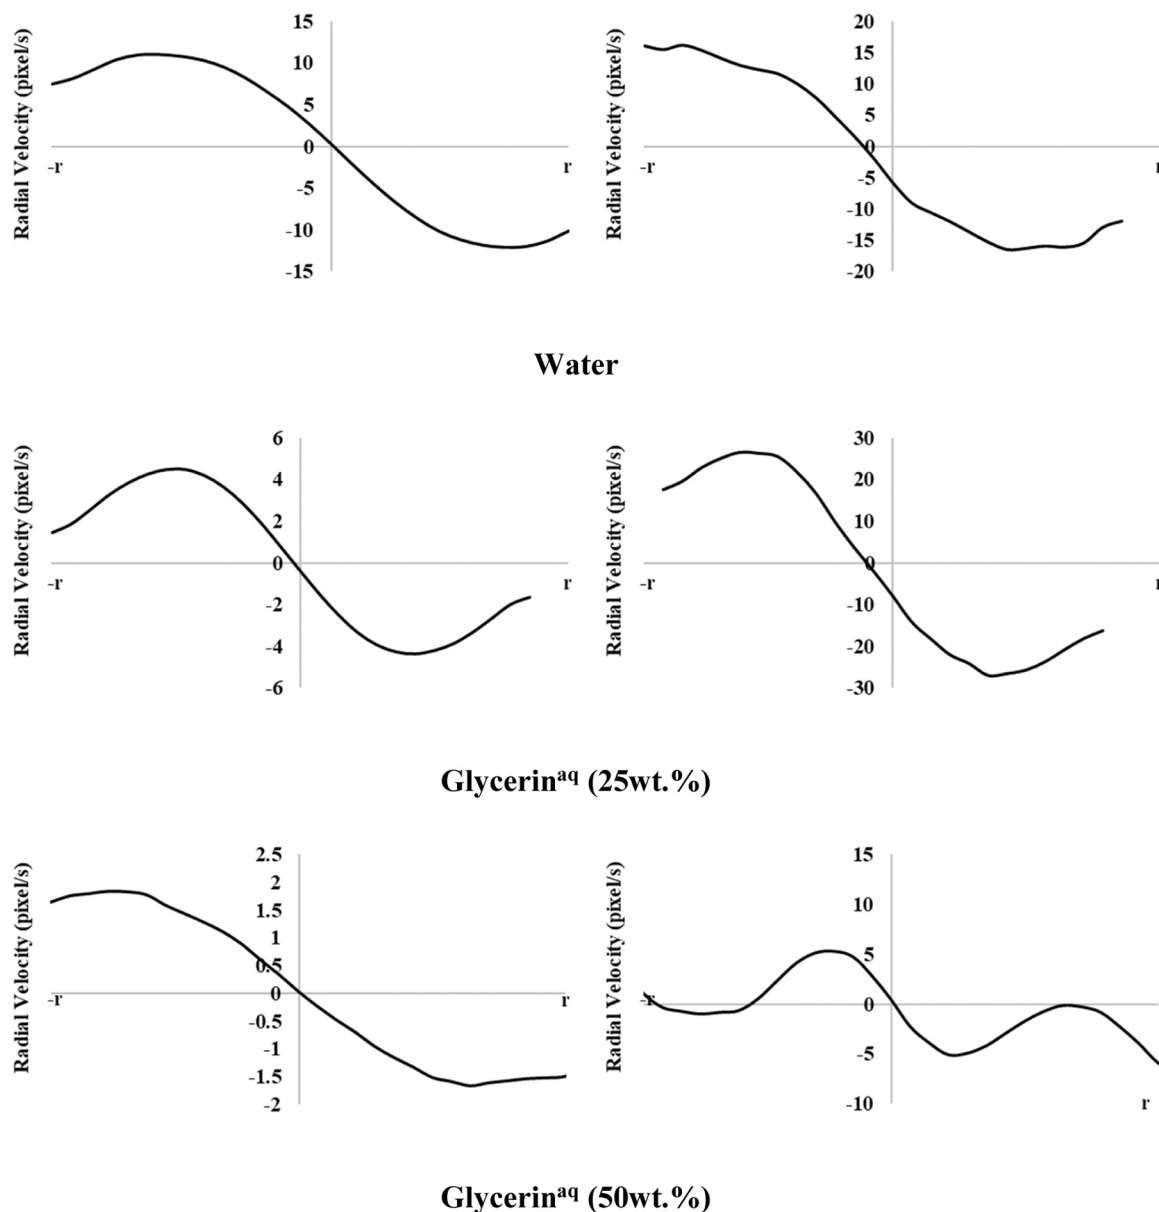 Radial Velocity (pixel/s)
15
10
5
0
-5
-10
-15
-r
r
Radial Velocity (pixel/s)
20
15
10
5
0
-5
-10
-15
-20
-r
r
Water
Radial Velocity (pixel/s)
6
4
2
0
-2
-4
-6
-r
r
Radial Velocity (pixel/s)
30
20
10
0
-10
-20
-30
-r
r
Glycerinaq (25wt.%)
Radial Velocity (pixel/s)
2.5
2
1.5
1
0.5
0
-0.5
-1
-1.5
-2
-r
r
Radial Velocity (pixel/s)
15
10
5
0
-5
-10
-r
r
Glycerinaq (50wt.%)